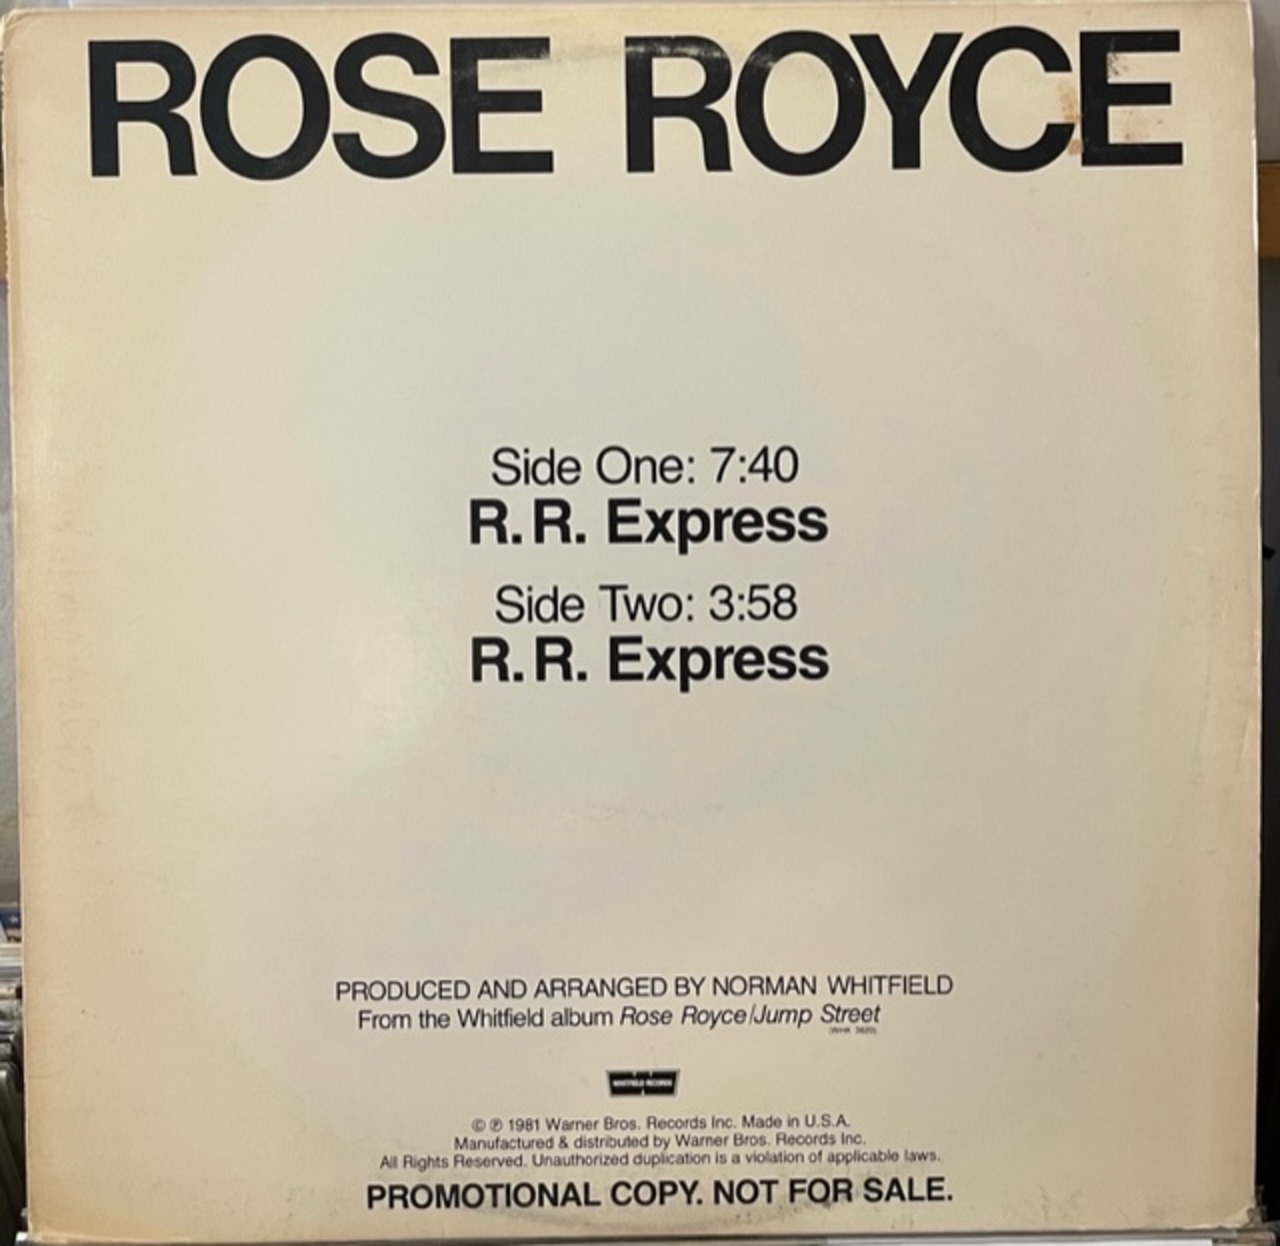 ROSE ROYCE
Side One: 7:40
R. R. Express
Side Two: 3:58
R. R. Express
PRODUCED AND ARRANGED BY NORMAN WHITFIELD
From the Whitfield album Rose Royce/Jump Street
WHITFIELD RECORDS
© ℗ 1981 Warner Bros. Records Inc. Made in U.S.A.
Manufactured & distributed by Warner Bros. Records Inc.
All Rights Reserved. Unauthorized duplication is a violation of applicable laws.
PROMOTIONAL COPY. NOT FOR SALE.